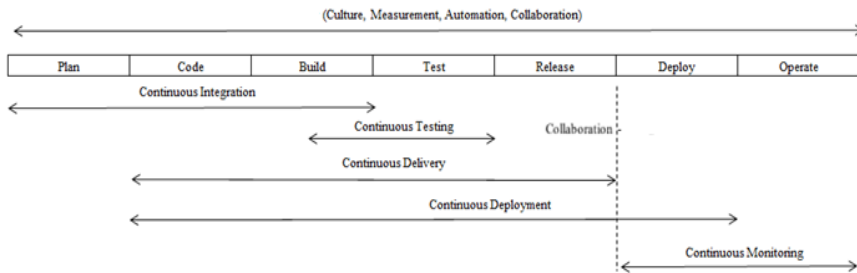 (Culture, Measurement, Automation, Collaboration)
Plan Code Build Test Release Deploy Operate
Continuous Integration
Continuous Testing
Collaboration
Continuous Delivery
Continuous Deployment
Continuous Monitoring